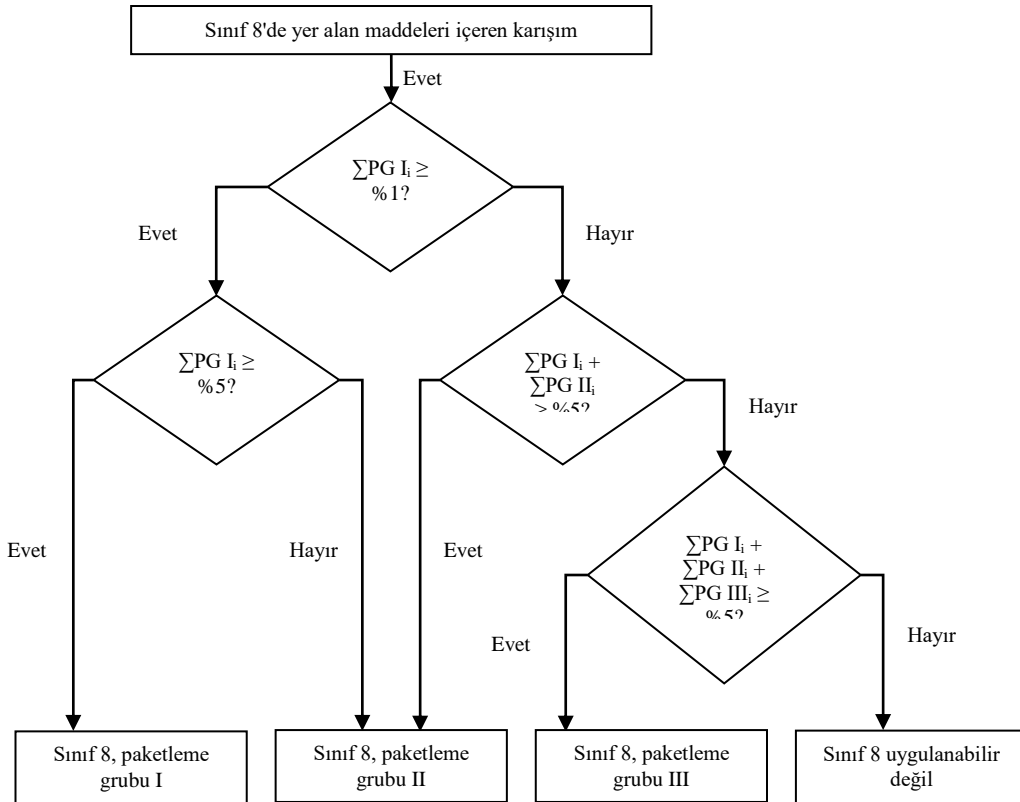 Sınıf 8'de yer alan maddeleri içeren karışım
Evet
∑PG Iᵢ ≥
%1?
Evet
Hayır
∑PG Iᵢ ≥
%5?
∑PG Iᵢ +
∑PG IIᵢ
≥ %5?
Hayır
Evet
Hayır
Evet
∑PG Iᵢ +
∑PG IIᵢ +
∑PG IIIᵢ ≥
%5?
Evet
Hayır
Sınıf 8, paketleme
grubu I
Sınıf 8, paketleme
grubu II
Sınıf 8, paketleme
grubu III
Sınıf 8 uygulanabilir
değil